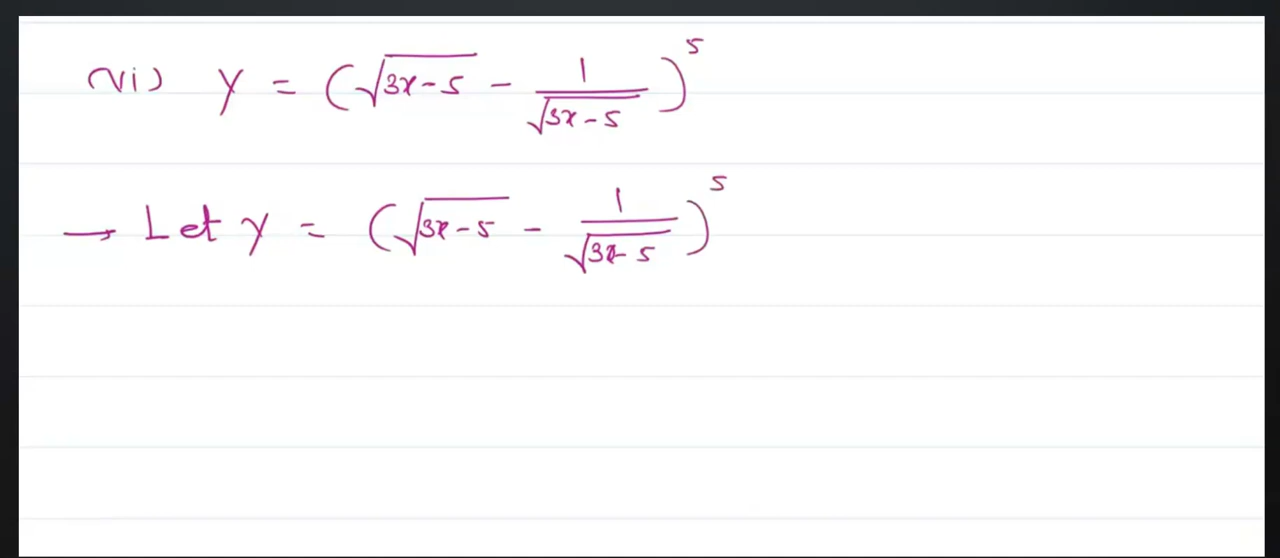 (vi) y = (√(3x-5) - 1/√(3x-5))^5
→ Let y = (√(3x-5) - 1/√(3x-5))^5